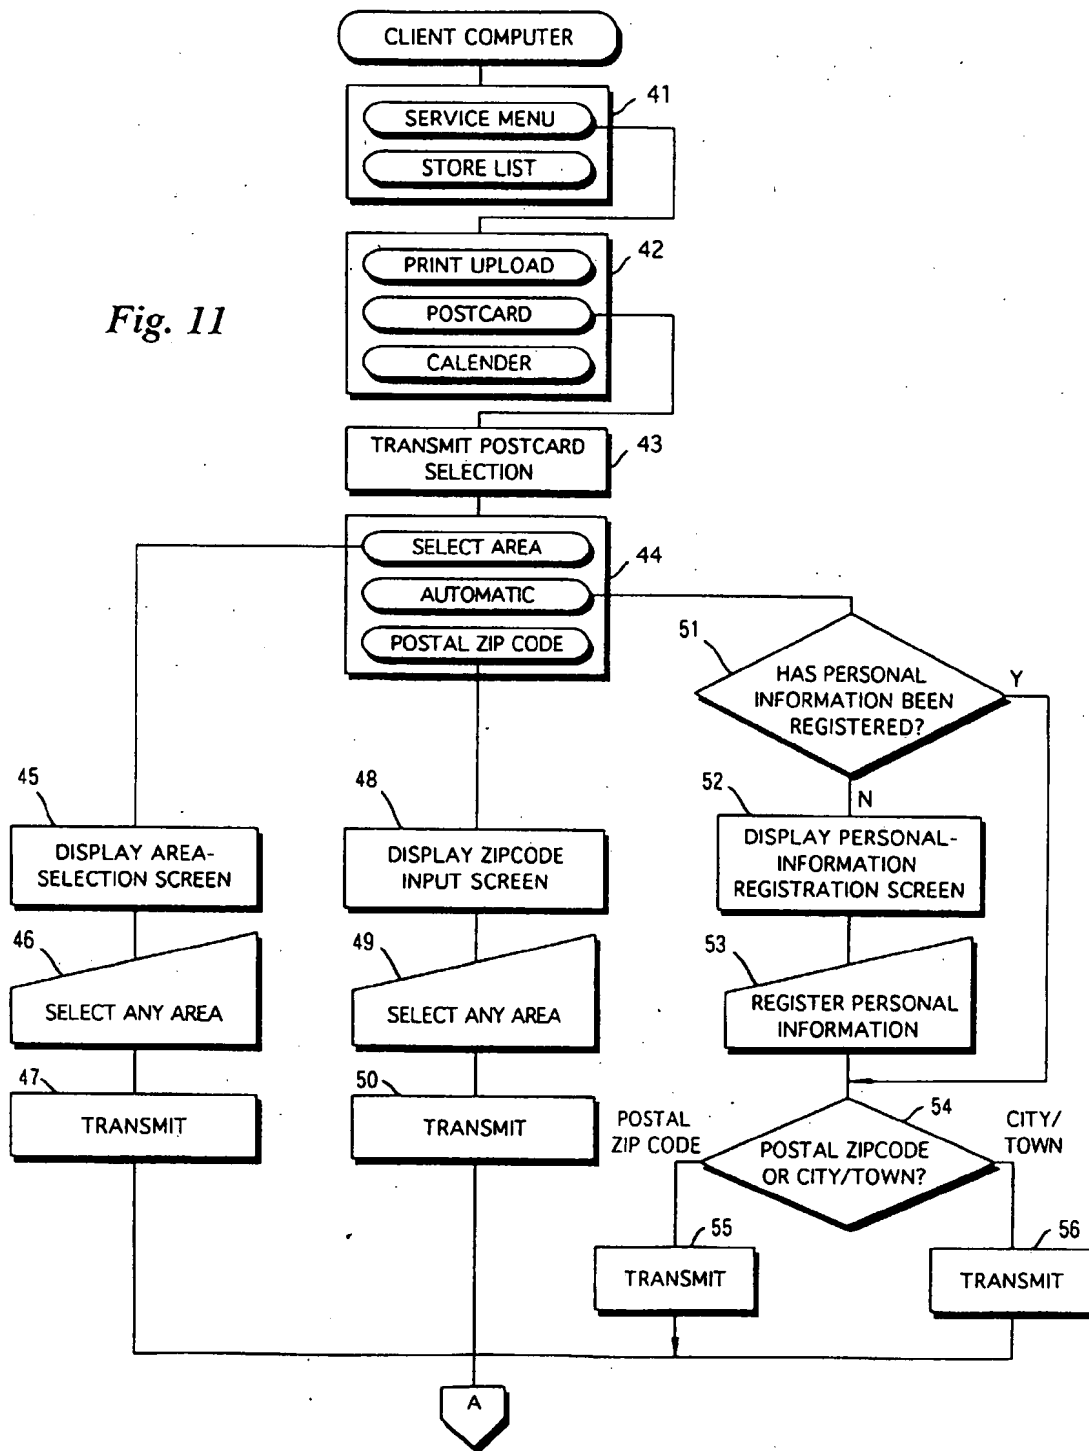 CLIENT COMPUTER
41
SERVICE MENU
STORE LIST
42
PRINT UPLOAD
POSTCARD
CALENDER
Fig. 11
43
TRANSMIT POSTCARD
SELECTION
44
SELECT AREA
AUTOMATIC
POSTAL ZIP CODE
51
HAS PERSONAL
INFORMATION BEEN
REGISTERED?
Y
N
45
DISPLAY AREA-
SELECTION SCREEN
46
SELECT ANY AREA
47
TRANSMIT
48
DISPLAY ZIPCODE
INPUT SCREEN
49
SELECT ANY AREA
50
TRANSMIT
52
DISPLAY PERSONAL-
INFORMATION
REGISTRATION SCREEN
53
REGISTER PERSONAL
INFORMATION
54
POSTAL
ZIP CODE
POSTAL ZIPCODE
OR CITY/TOWN?
CITY/
TOWN
55
TRANSMIT
56
TRANSMIT
A